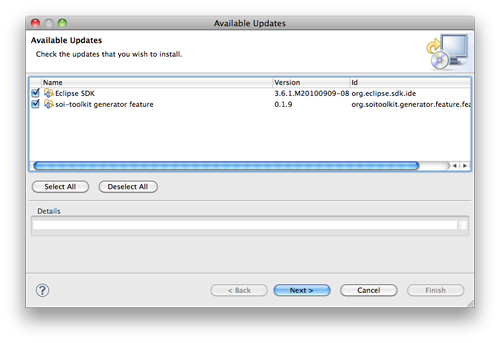 Available Updates
Available Updates
Check the updates that you wish to install.
Name Version Id
Eclipse SDK 3.6.1.M20100909-08 org.eclipse.sdk.ide
soi-toolkit generator feature 0.1.9 org.soitoolkit.generator.feature.fea
Select All Deselect All
Details
? < Back Next > Cancel Finish